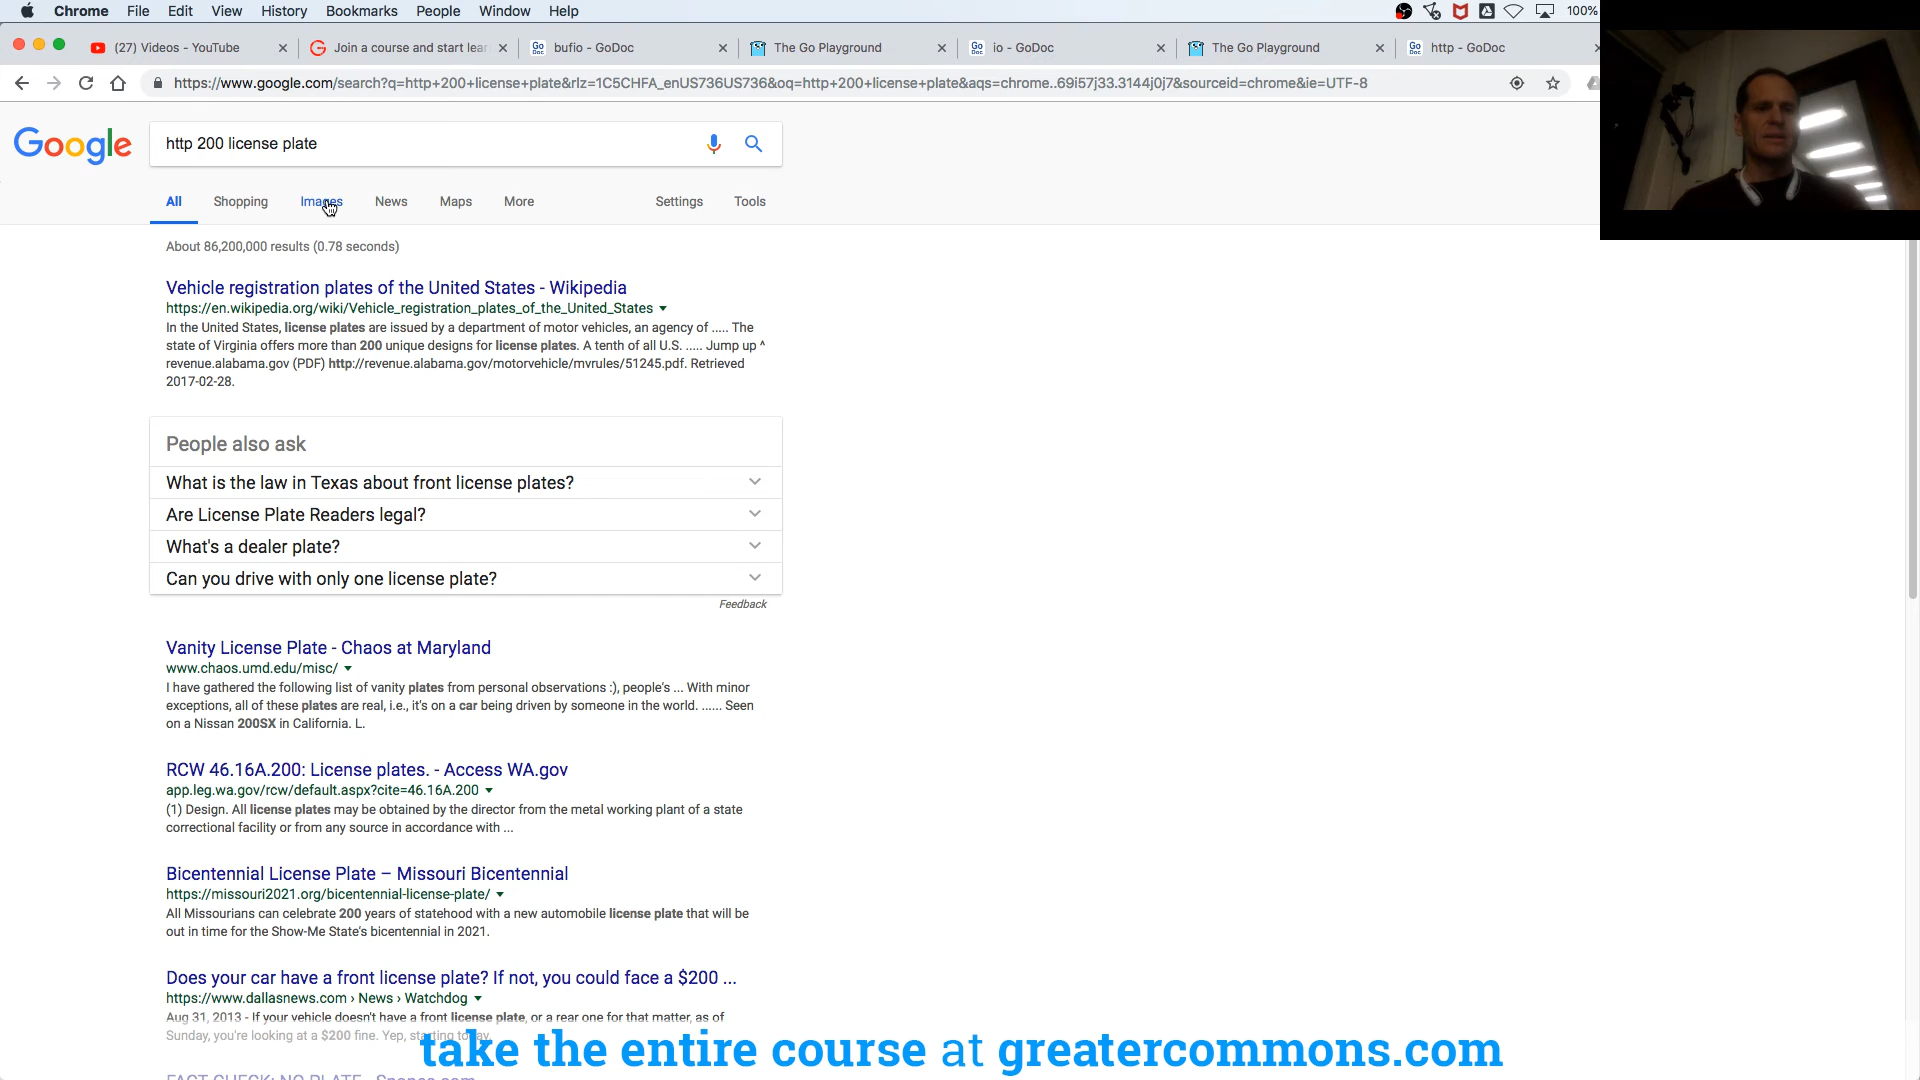 Chrome File Edit View History Bookmarks People Window Help 100%
(27) Videos - YouTube
Join a course and start lear
bufio - GoDoc
The Go Playground
io - GoDoc
The Go Playground
http - GoDoc
https://www.google.com/search?q=http+200+license+plate&rlz=1C5CHFA_enUS736US736&oq=http+200+license+plate&aqs=chrome..69i57j33.3144j0j7&sourceid=chrome&ie=UTF-8
Google
http 200 license plate
All Shopping Images News Maps More Settings Tools
About 86,200,000 results (0.78 seconds)
Vehicle registration plates of the United States - Wikipedia
https://en.wikipedia.org/wiki/Vehicle_registration_plates_of_the_United_States
In the United States, license plates are issued by a department of motor vehicles, an agency of ..... The
state of Virginia offers more than 200 unique designs for license plates. A tenth of all U.S. ..... Jump up ^
revenue.alabama.gov (PDF) http://revenue.alabama.gov/motorvehicle/mvrules/51245.pdf. Retrieved
2017-02-28.
People also ask
What is the law in Texas about front license plates?
Are License Plate Readers legal?
What's a dealer plate?
Can you drive with only one license plate?
Feedback
Vanity License Plate - Chaos at Maryland
www.chaos.umd.edu/misc/
I have gathered the following list of vanity plates from personal observations :), people's ... With minor
exceptions, all of these plates are real, i.e., it's on a car being driven by someone in the world. ...... Seen
on a Nissan 200SX in California. L.
RCW 46.16A.200: License plates. - Access WA.gov
app.leg.wa.gov/rcw/default.aspx?cite=46.16A.200
(1) Design. All license plates may be obtained by the director from the metal working plant of a state
correctional facility or from any source in accordance with ...
Bicentennial License Plate – Missouri Bicentennial
https://missouri2021.org/bicentennial-license-plate/
All Missourians can celebrate 200 years of statehood with a new automobile license plate that will be
out in time for the Show-Me State's bicentennial in 2021.
Does your car have a front license plate? If not, you could face a $200 ...
https://www.dallasnews.com › News › Watchdog
Aug 31, 2013 - If your vehicle doesn't have a front license plate, or a rear one for that matter, as of
Sunday, you're looking at a $200 fine. Yep, starting today.
take the entire course at greatercommons.com
FACT CHECK: NO PLATE - Snopes.com